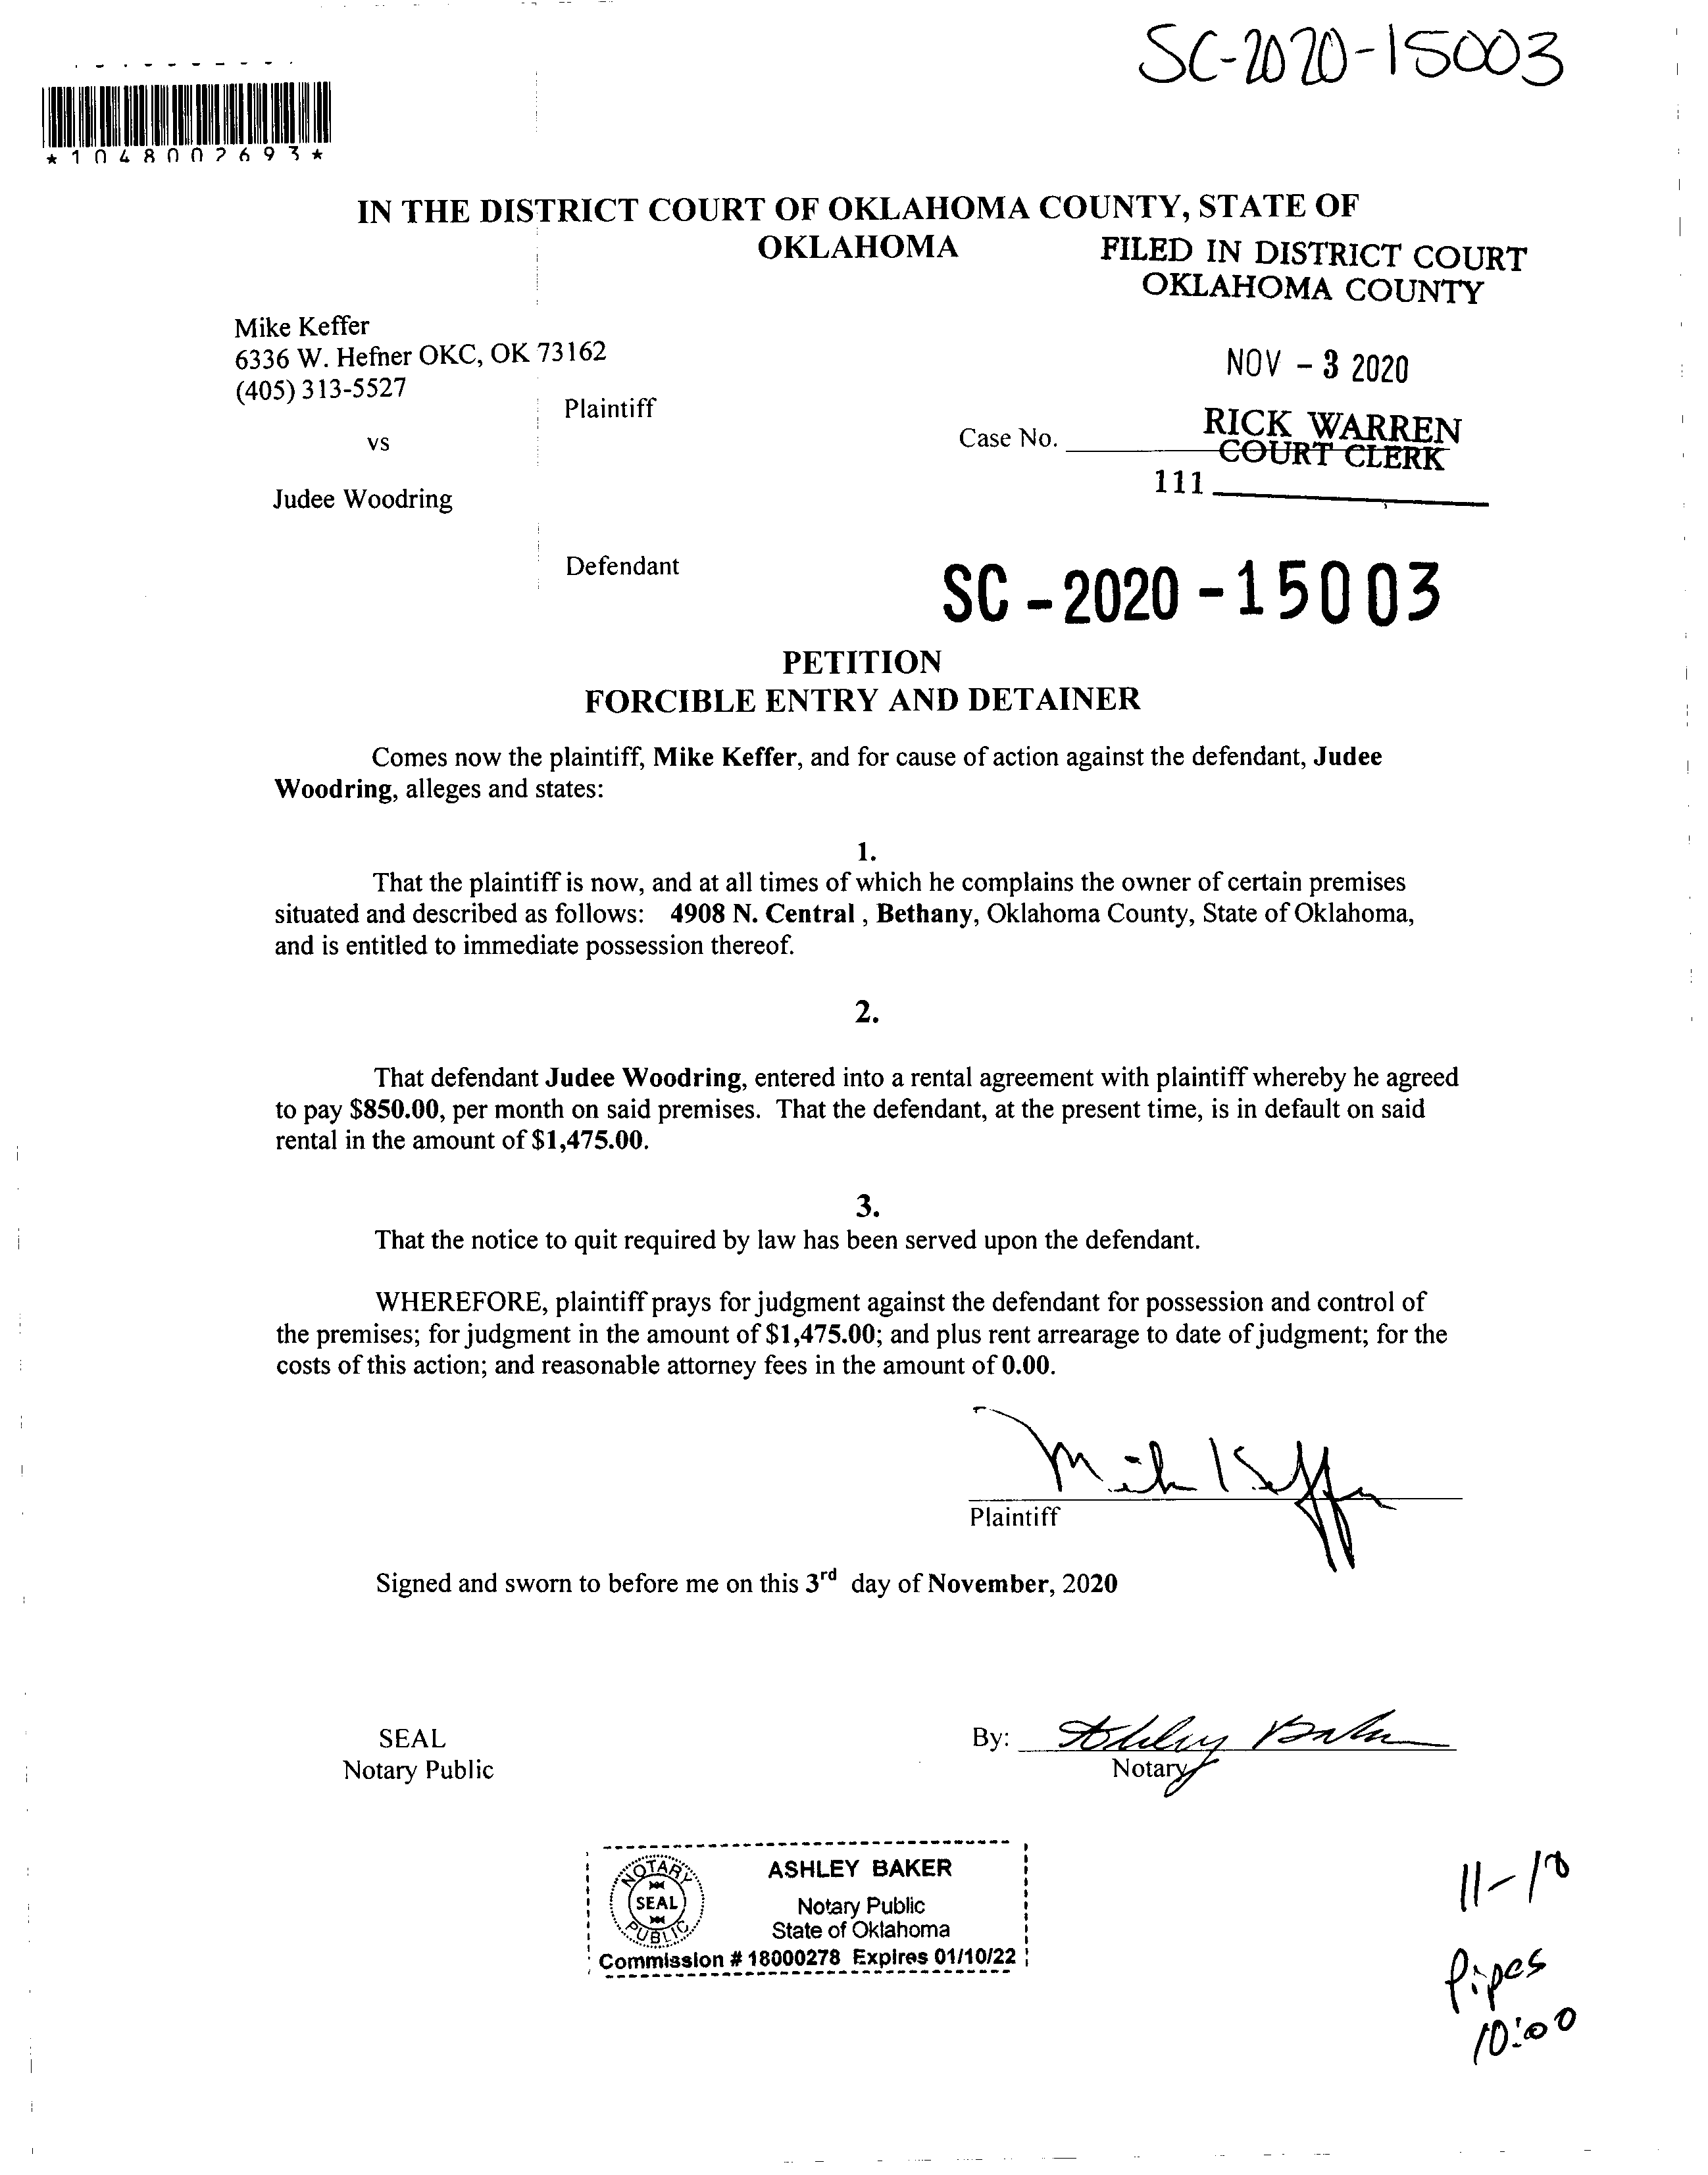 SC-2020-15003
*1048002693*
IN THE DISTRICT COURT OF OKLAHOMA COUNTY, STATE OF
OKLAHOMA
FILED IN DISTRICT COURT
OKLAHOMA COUNTY
Mike Keffer
6336 W. Hefner OKC, OK 73162
(405) 313-5527
NOV - 3 2020
Plaintiff
RICK WARREN
COURT CLERK
vs
Case No.
111
Judee Woodring
Defendant
SC-2020-15003
PETITION
FORCIBLE ENTRY AND DETAINER
Comes now the plaintiff, Mike Keffer, and for cause of action against the defendant, Judee
Woodring, alleges and states:
1.
That the plaintiff is now, and at all times of which he complains the owner of certain premises
situated and described as follows: 4908 N. Central , Bethany, Oklahoma County, State of Oklahoma,
and is entitled to immediate possession thereof.
2.
That defendant Judee Woodring, entered into a rental agreement with plaintiff whereby he agreed
to pay $850.00, per month on said premises. That the defendant, at the present time, is in default on said
rental in the amount of $1,475.00.
3.
That the notice to quit required by law has been served upon the defendant.
WHEREFORE, plaintiff prays for judgment against the defendant for possession and control of
the premises; for judgment in the amount of $1,475.00; and plus rent arrearage to date of judgment; for the
costs of this action; and reasonable attorney fees in the amount of 0.00.
Mike Keffer
Plaintiff
Signed and sworn to before me on this 3rd day of November, 2020
SEAL
Notary Public
By: Ashley Baker
Notary
NOTARY
SEAL
PUBLIC
ASHLEY BAKER
Notary Public
State of Oklahoma
Commission # 18000278 Expires 01/10/22
Pipes
10:00